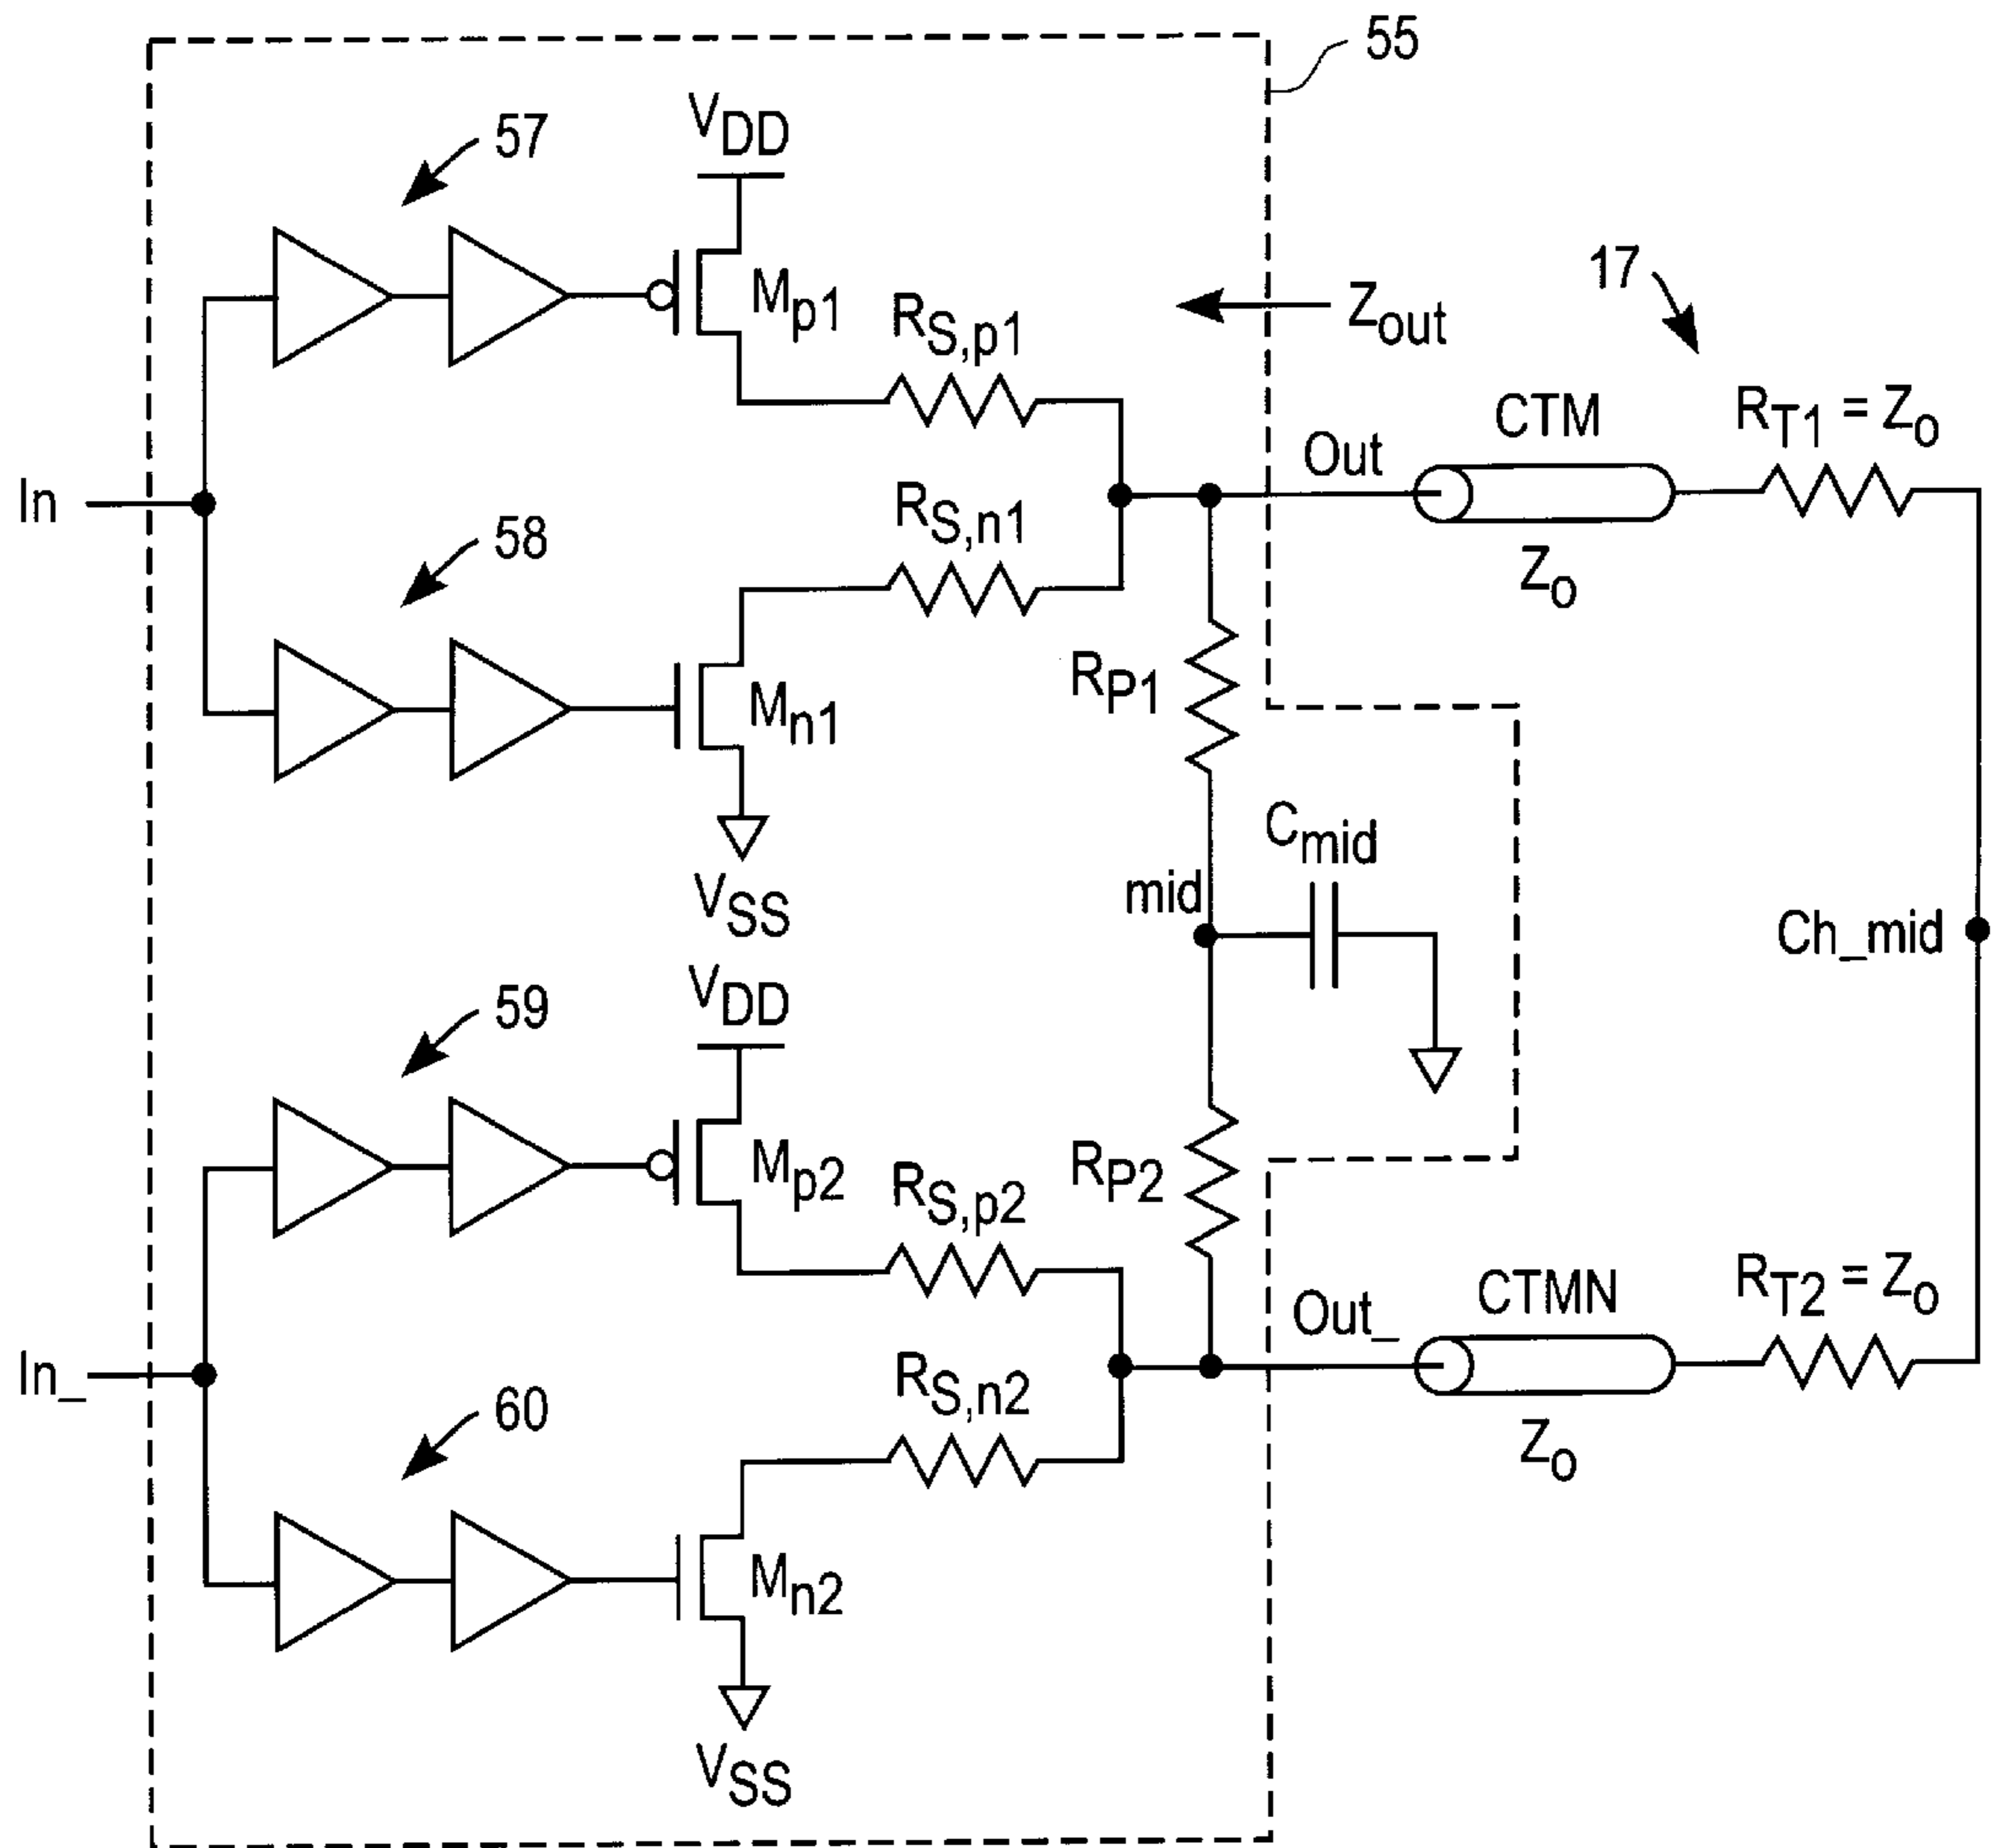 55
57
VDD
Mp1
RS,p1
Zout
17
CTM
RT1 = Zo
Out
In
58
RS,n1
Zo
Mn1
RP1
VSS
Cmid
mid
Ch_mid
VDD
59
Mp2
RS,p2
RP2
Out_
CTMN
RT2 = Zo
In_
60
RS,n2
Zo
Mn2
VSS